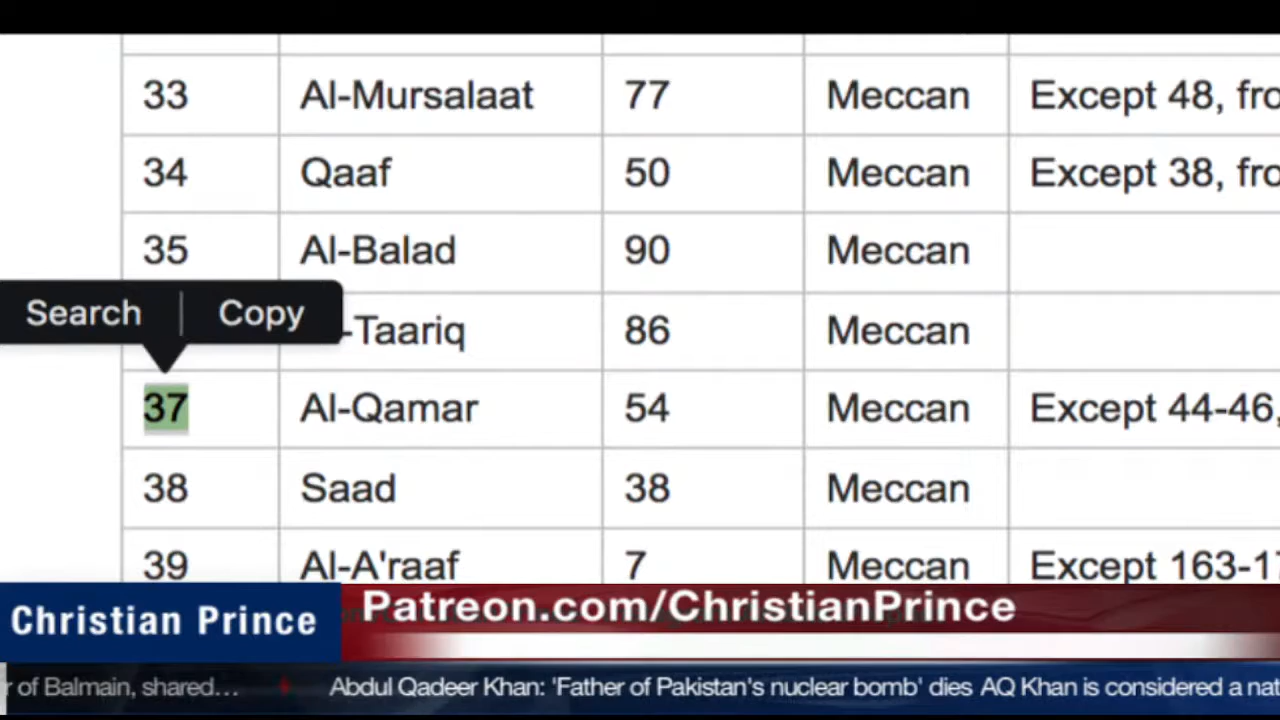 33 Al-Mursalaat 77 Meccan Except 48, fro
34 Qaaf 50 Meccan Except 38, fro
35 Al-Balad 90 Meccan
Search Copy
-Taariq 86 Meccan
37 Al-Qamar 54 Meccan Except 44-46,
38 Saad 38 Meccan
39 Al-A'raaf 7 Meccan Except 163-17
Christian Prince Patreon.com/ChristianPrince
r of Balmain, shared... Abdul Qadeer Khan: 'Father of Pakistan's nuclear bomb' dies AQ Khan is considered a nat